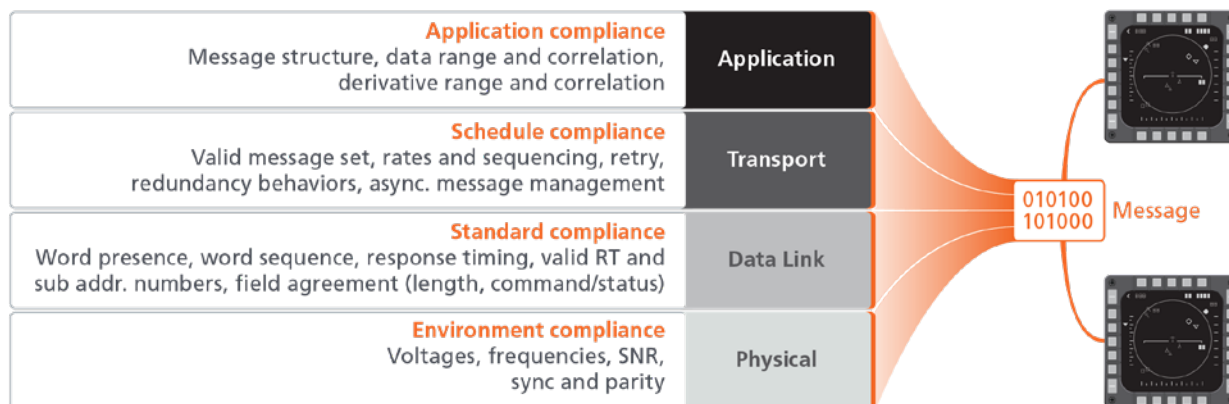 Application compliance
Message structure, data range and correlation,
derivative range and correlation
Application
Schedule compliance
Valid message set, rates and sequencing, retry,
redundancy behaviors, async. message management
Transport
Standard compliance
Word presence, word sequence, response timing, valid RT and
sub addr. numbers, field agreement (length, command/status)
Data Link
Environment compliance
Voltages, frequencies, SNR,
sync and parity
Physical
010100
101000
Message